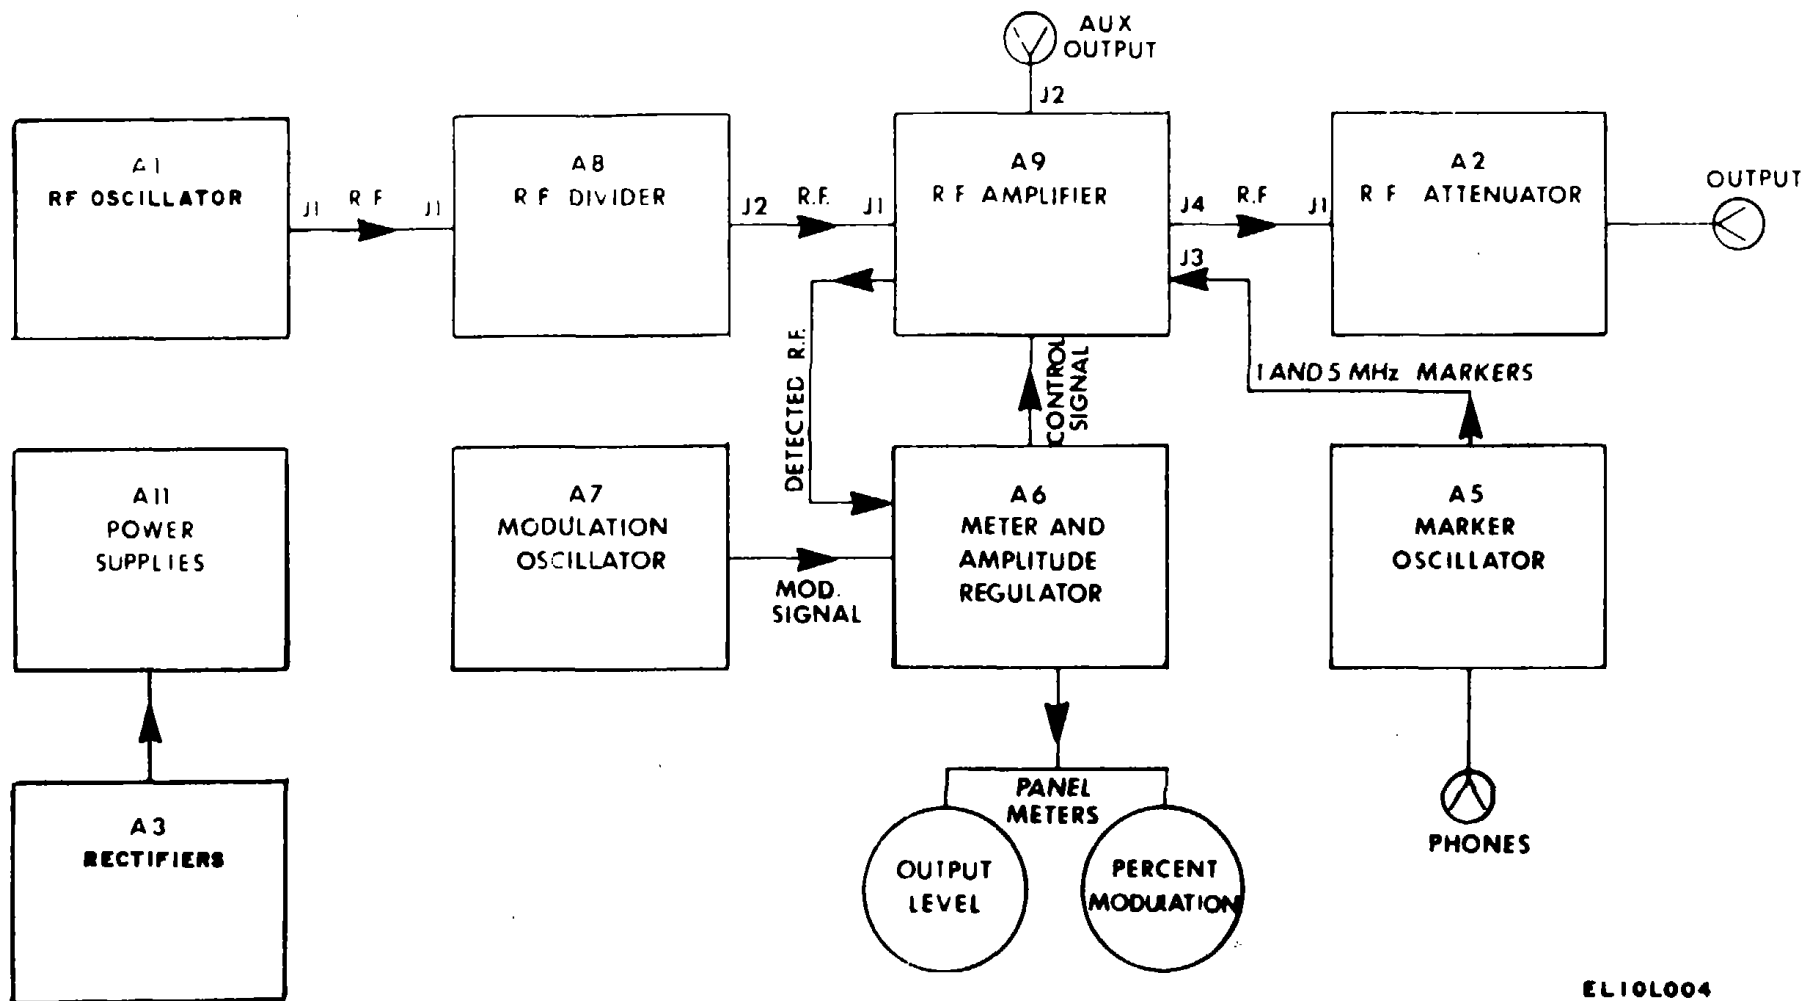 AUX
OUTPUT
J2
A1
RF OSCILLATOR
J1
R F
J1
A8
R F DIVIDER
J2
R.F.
J1
A9
R F AMPLIFIER
J4
R.F
J1
J3
A2
R F ATTENUATOR
OUTPUT
DETECTED R.F.
CONTROL
SIGNAL
1 AND 5 MHz MARKERS
A11
POWER
SUPPLIES
A7
MODULATION
OSCILLATOR
MOD.
SIGNAL
A6
METER AND
AMPLITUDE
REGULATOR
A5
MARKER
OSCILLATOR
A3
RECTIFIERS
PANEL
METERS
OUTPUT
LEVEL
PERCENT
MODULATION
PHONES
EL10L004